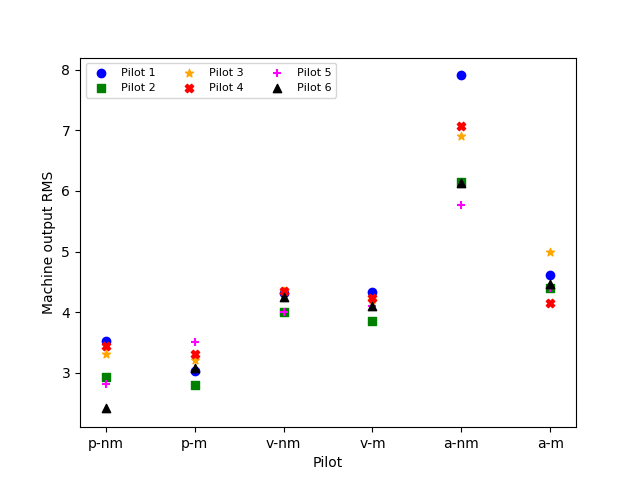 Pilot 1 Pilot 3 Pilot 5
Pilot 2 Pilot 4 Pilot 6
8
7
6
5
4
3
Machine output RMS
p-nm p-m v-nm v-m a-nm a-m
Pilot